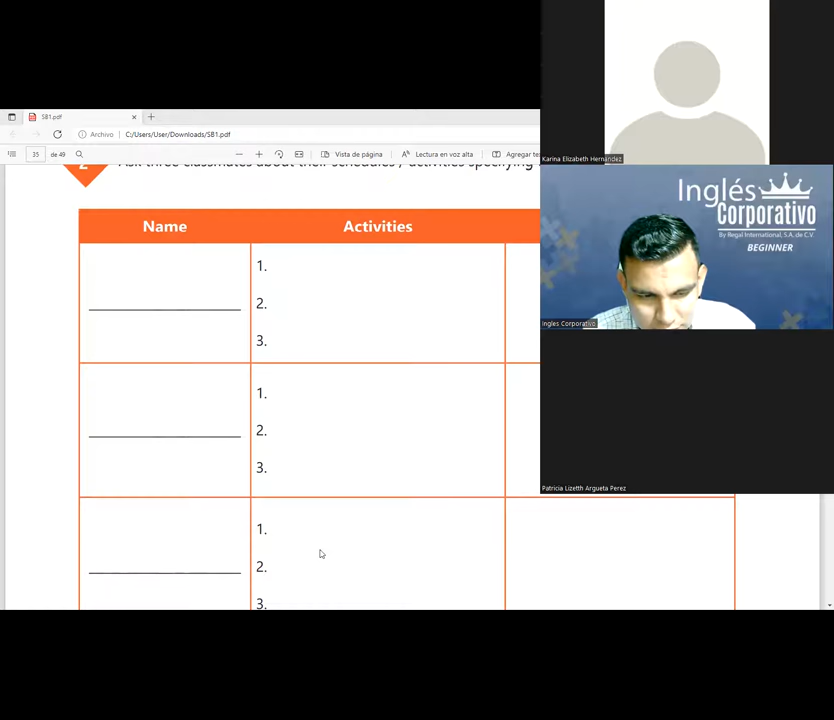 SB1.pdf
Archivo C:/Users/User/Downloads/SB1.pdf
35 de 49 Vista de página Lectura en voz alta Agregar te
2 Ask three classmates about their schedules / activities specifying
Name Activities
1.
2.
3.
1.
2.
3.
1.
2.
3.
Karina Elizabeth Hernández
Inglés
Corporativo
By Regal International, S.A. de C.V.
BEGINNER
Ingles Corporativo
Patricia Lizetth Argueta Perez